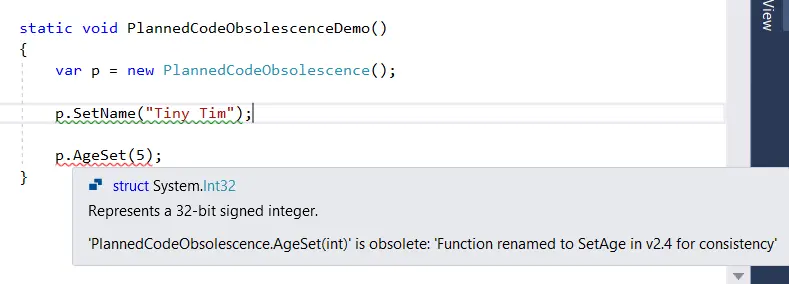 static void PlannedCodeObsolescenceDemo()
{
var p = new PlannedCodeObsolescence();
p.SetName("Tiny Tim");
p.AgeSet(5);
}
struct System.Int32
Represents a 32-bit signed integer.
'PlannedCodeObsolescence.AgeSet(int)' is obsolete: 'Function renamed to SetAge in v2.4 for consistency'
View